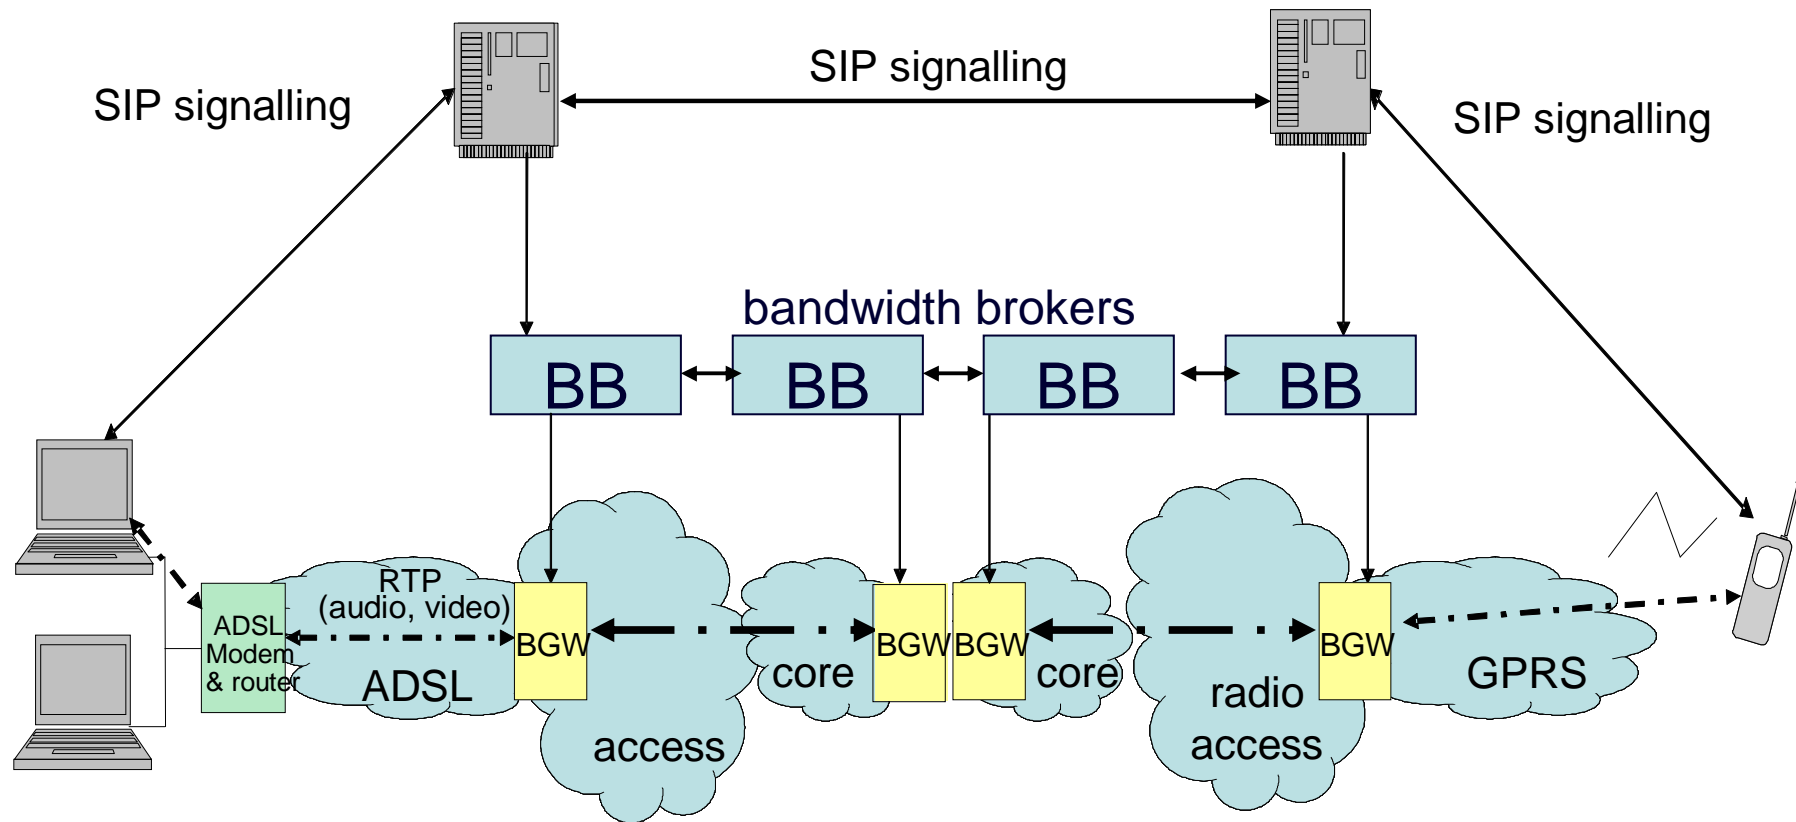 SIP signalling
SIP signalling
SIP signalling
bandwidth brokers
BB
BB
BB
BB
RTP
(audio, video)
ADSL
Modem
& router
ADSL
BGW
access
core
BGW
BGW
core
radio
access
BGW
GPRS